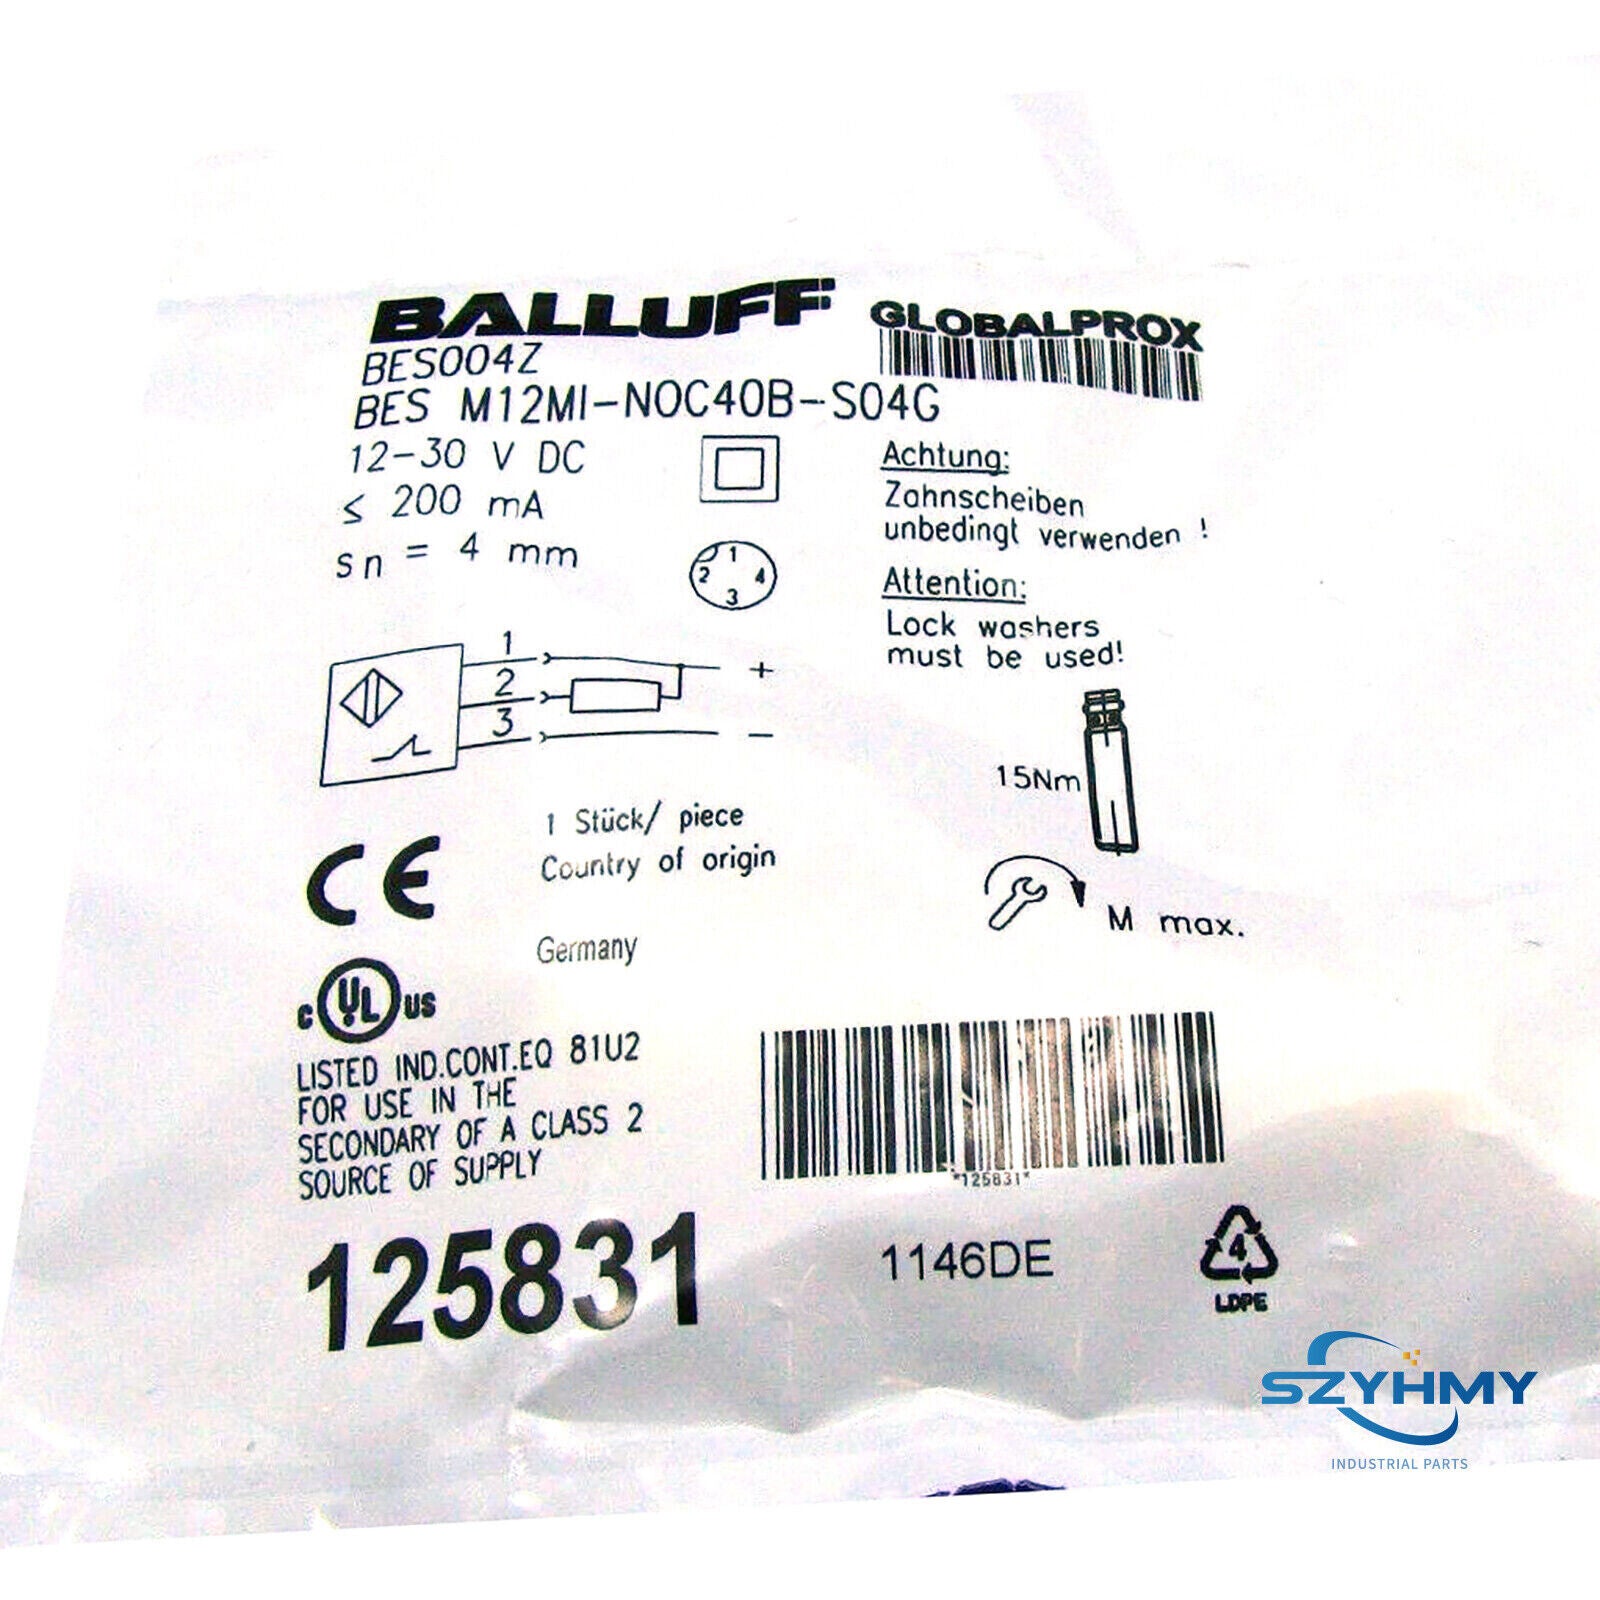 BALLUFF
GLOBALPROX
BES004Z
BES M12MI-NOC40B-S04G
12-30 V DC
≤ 200 mA
sn = 4 mm
1
2
4
3
Achtung:
Zahnscheiben
unbedingt verwenden !
Attention:
Lock washers
must be used!
1
2
3
+
−
15Nm
M max.
1 Stück/ piece
Country of origin
Germany
CE
c UL US
LISTED IND.CONT.EQ 81U2
FOR USE IN THE
SECONDARY OF A CLASS 2
SOURCE OF SUPPLY
*125831*
125831
1146DE
4
LDPE
SZYHMY
INDUSTRIAL PARTS